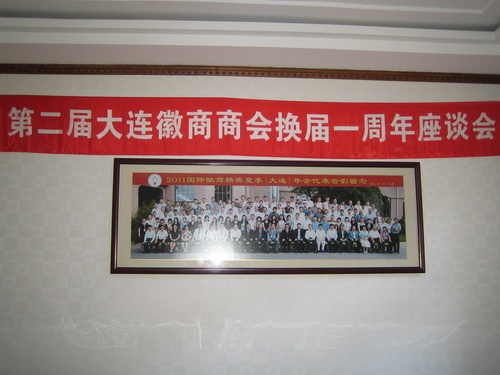 第二届大连徽商商会换届一周年座谈会
2011国际徽商精英夏季（大连）年会代表合影留念